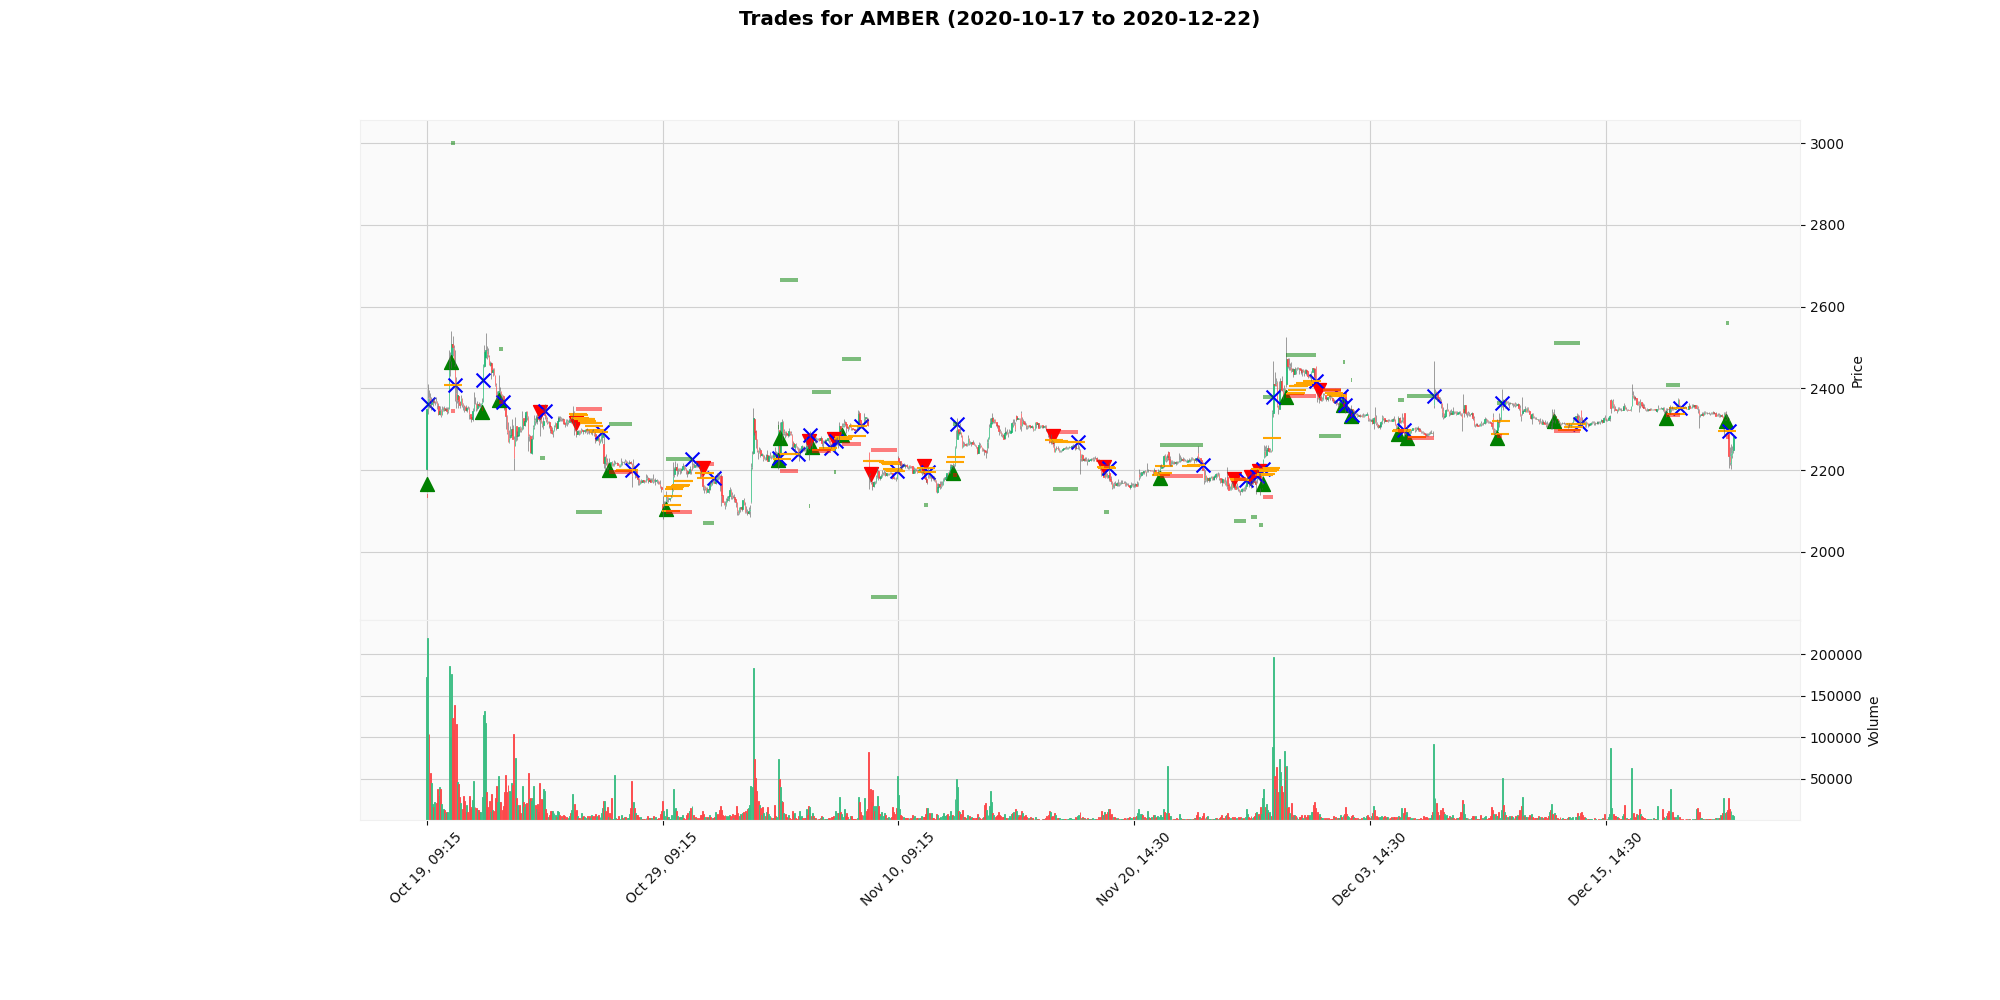 Trades for AMBER (2020-10-17 to 2020-12-22)
3000
2800
2600
2400
2200
2000
Price
200000
150000
100000
50000
Volume
Oct 19, 09:15
Oct 29, 09:15
Nov 10, 09:15
Nov 20, 14:30
Dec 03, 14:30
Dec 15, 14:30